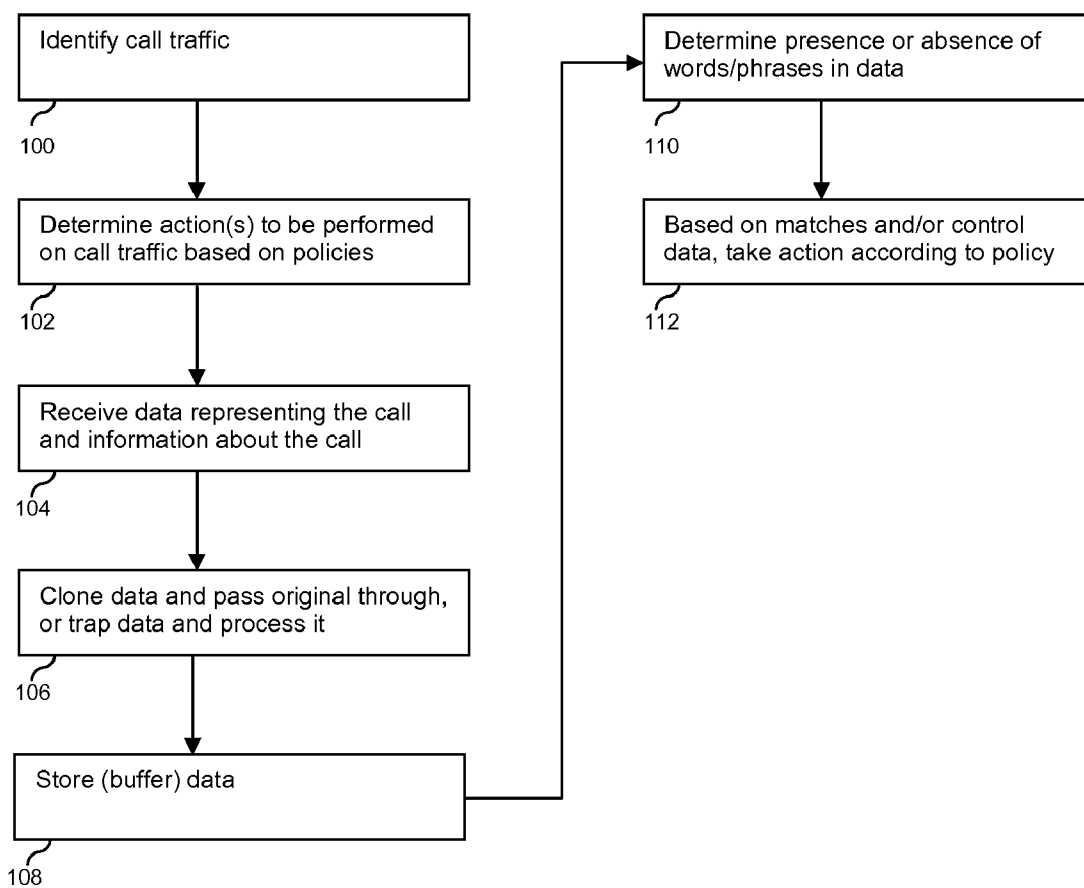 Identify call traffic
100
Determine action(s) to be performed
on call traffic based on policies
102
Receive data representing the call
and information about the call
104
Clone data and pass original through,
or trap data and process it
106
Store (buffer) data
108
Determine presence or absence of
words/phrases in data
110
Based on matches and/or control
data, take action according to policy
112